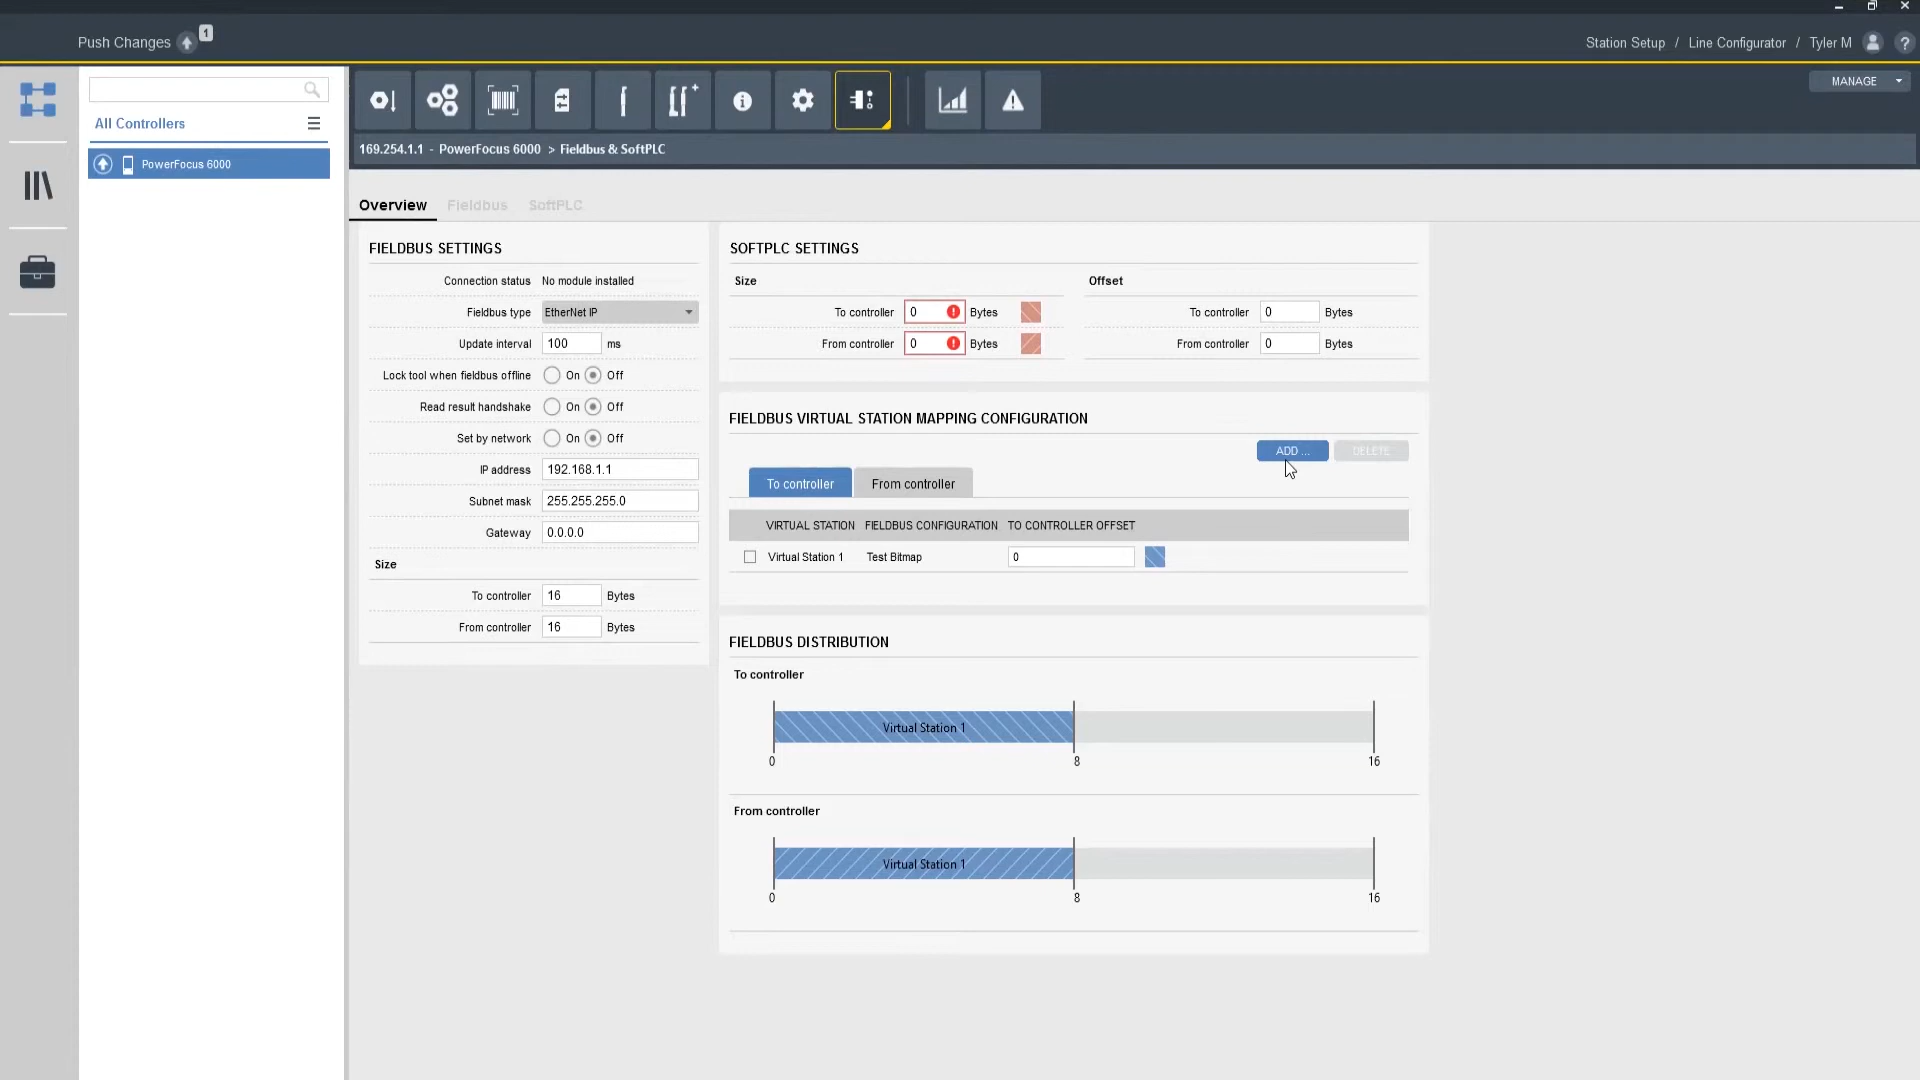 Push Changes 1
Station Setup / Line Configurator / Tyler M ?
MANAGE
All Controllers
PowerFocus 6000
169.254.1.1 - PowerFocus 6000 > Fieldbus & SoftPLC
Overview Fieldbus SoftPLC
FIELDBUS SETTINGS
Connection status No module installed
Fieldbus type EtherNet IP
Update interval 100 ms
Lock tool when fieldbus offline On Off
Read result handshake On Off
Set by network On Off
IP address 192.168.1.1
Subnet mask 255.255.255.0
Gateway 0.0.0.0
Size
To controller 16 Bytes
From controller 16 Bytes
SOFTPLC SETTINGS
Size
To controller 0 Bytes
From controller 0 Bytes
Offset
To controller 0 Bytes
From controller 0 Bytes
FIELDBUS VIRTUAL STATION MAPPING CONFIGURATION
ADD ... DELETE
To controller From controller
VIRTUAL STATION FIELDBUS CONFIGURATION TO CONTROLLER OFFSET
Virtual Station 1 Test Bitmap 0
FIELDBUS DISTRIBUTION
To controller
Virtual Station 1
0 8 16
From controller
Virtual Station 1
0 8 16